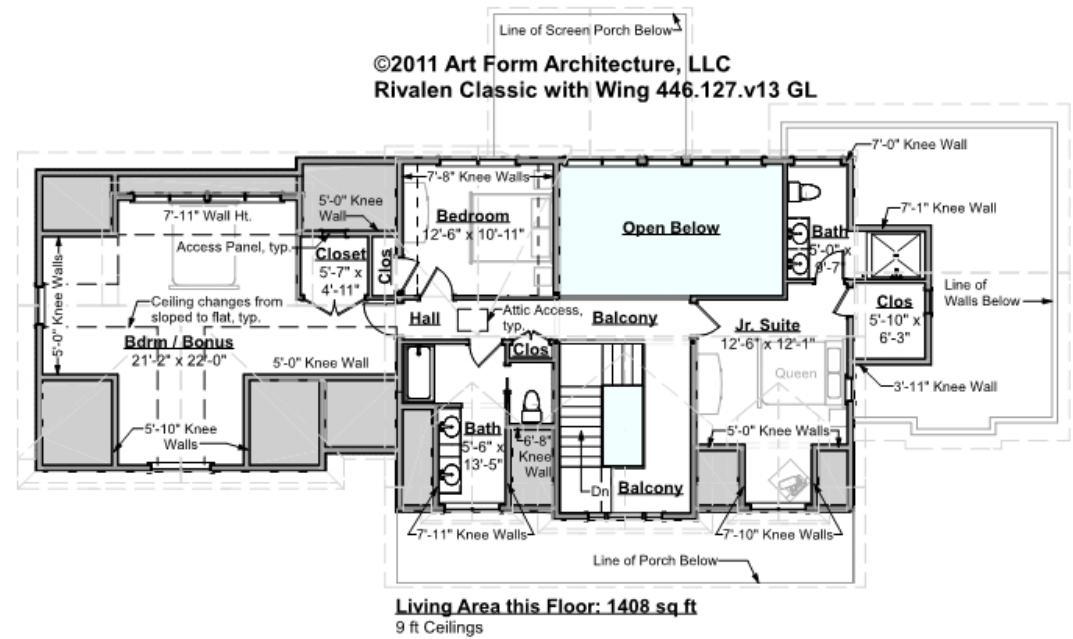 Line of Screen Porch Below
©2011 Art Form Architecture, LLC
Rivalen Classic with Wing 446.127.v13 GL
7'-0" Knee Wall
7'-8" Knee Walls
5'-0" Knee
Wall
7'-11" Wall Ht.
Bedroom
12'-6" x 10'-11"
Open Below
7'-1" Knee Wall
Access Panel, typ.
Closet
5'-7" x
4'-11"
Clos
Bath
5'-0" x
9'-7"
5'-0" Knee Walls
Ceiling changes from
sloped to flat, typ.
Bdrm / Bonus
21'-2" x 22'-0"
5'-0" Knee Wall
Hall
Attic Access,
typ.
Balcony
Jr. Suite
12'-6" x 12'-1"
Clos
5'-10" x
6'-3"
Line of
Walls Below
Clos
Queen
3'-11" Knee Wall
5'-10" Knee
Walls
Bath
5'-6" x
13'-5"
6'-8"
Knee
Wall
5'-0" Knee Walls
Dn
Balcony
7'-11" Knee Walls
7'-10" Knee Walls
Line of Porch Below
Living Area this Floor: 1408 sq ft
9 ft Ceilings